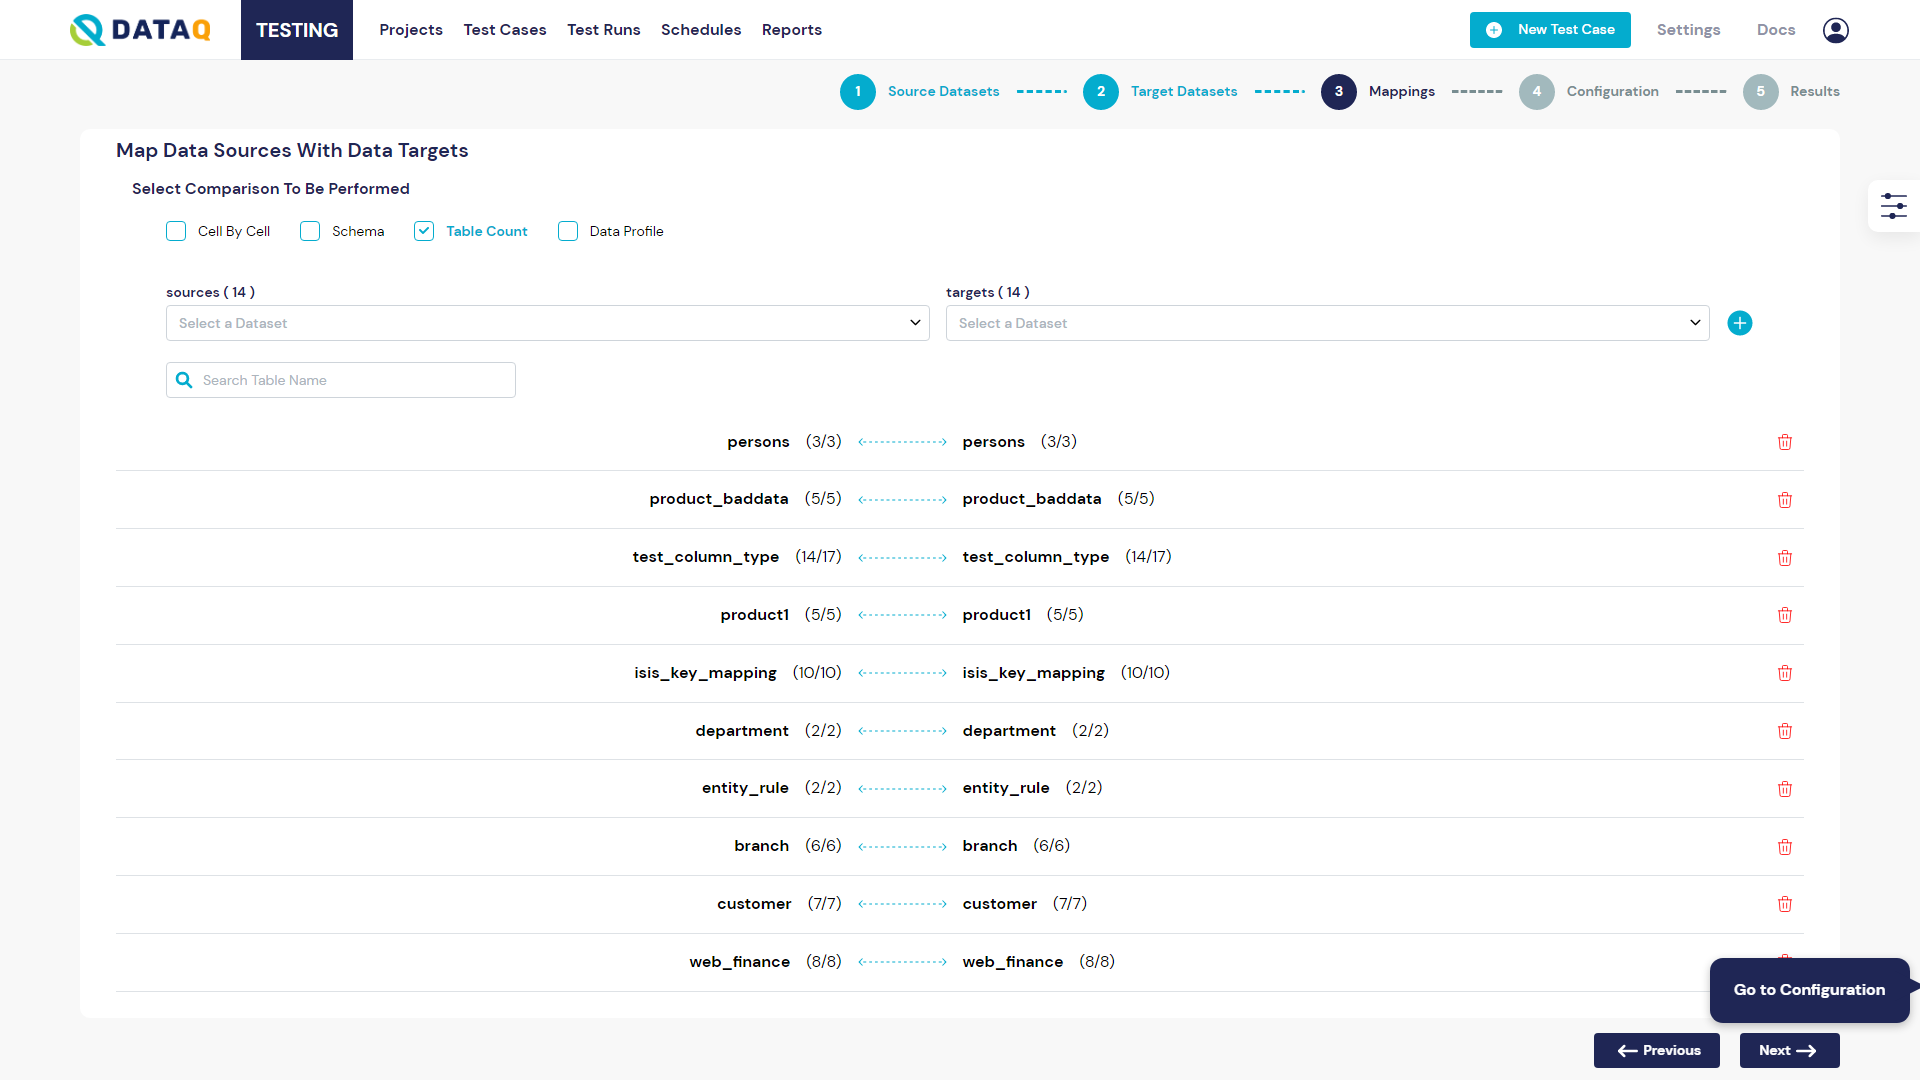 DATAQ
TESTING
Projects
Test Cases
Test Runs
Schedules
Reports
New Test Case
Settings
Docs
1
Source Datasets
2
Target Datasets
3
Mappings
4
Configuration
5
Results
Map Data Sources With Data Targets
Select Comparison To Be Performed
Cell By Cell
Schema
Table Count
Data Profile
sources ( 14 )
targets ( 14 )
Select a Dataset
Select a Dataset
Search Table Name
persons (3/3) persons (3/3)
product_baddata (5/5) product_baddata (5/5)
test_column_type (14/17) test_column_type (14/17)
product1 (5/5) product1 (5/5)
isis_key_mapping (10/10) isis_key_mapping (10/10)
department (2/2) department (2/2)
entity_rule (2/2) entity_rule (2/2)
branch (6/6) branch (6/6)
customer (7/7) customer (7/7)
web_finance (8/8) web_finance (8/8)
Go to Configuration
Previous
Next